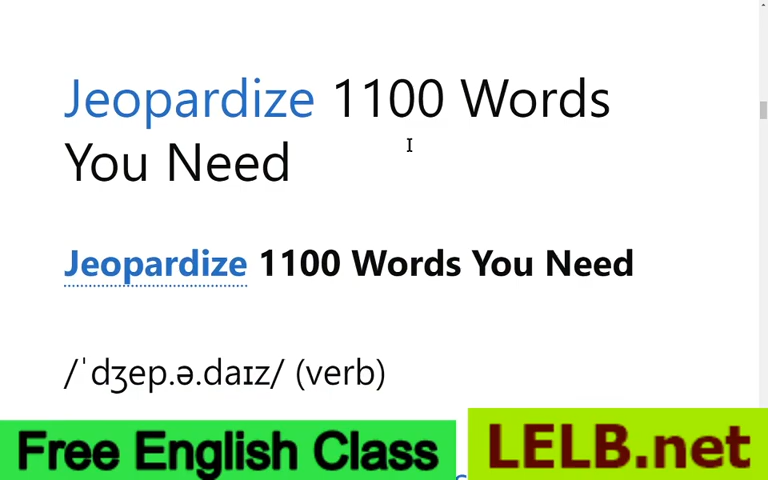 Jeopardize 1100 Words
You Need
Jeopardize 1100 Words You Need
/ˈdʒep.ə.daɪz/ (verb)
Free English Class
LELB.net